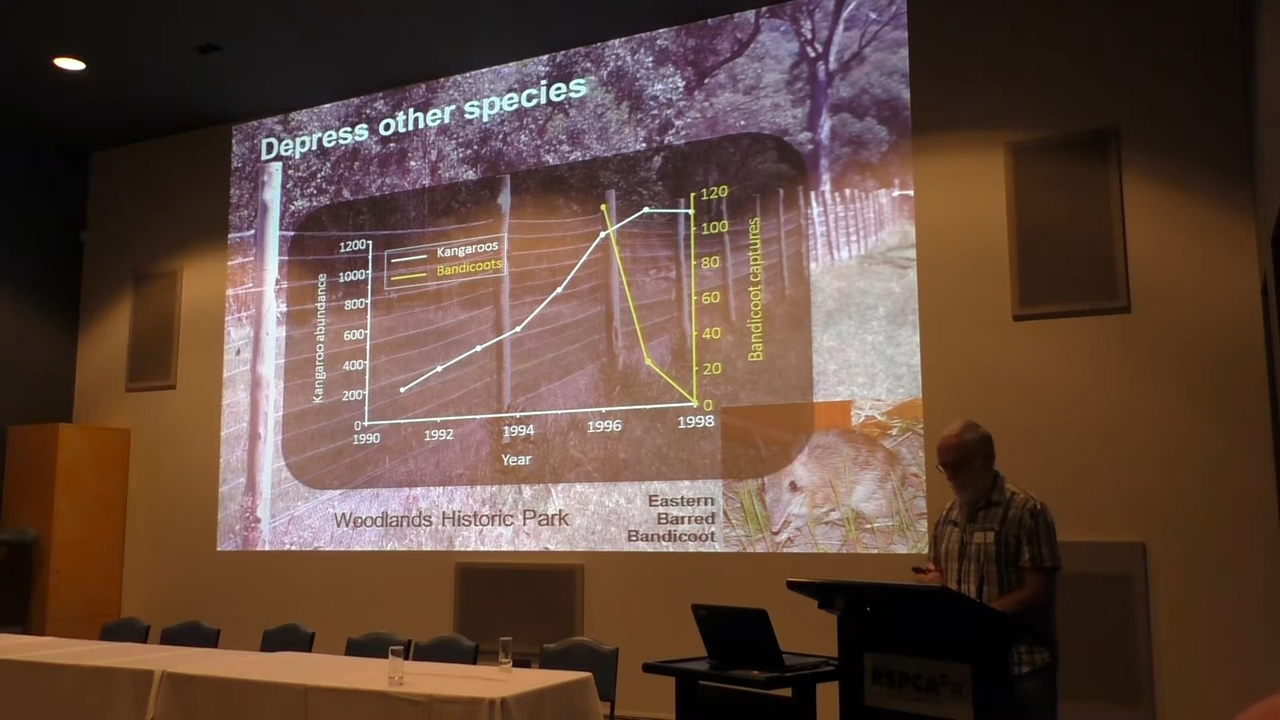 Depress other species
Kangaroos
Bandicoots
Kangaroo abundance
1200
1000
800
600
400
200
0
120
100
80
60
40
20
0
Bandicoot captures
1990
1992
1994
1996
1998
Year
Woodlands Historic Park
Eastern
Barred
Bandicoot
RSPCA